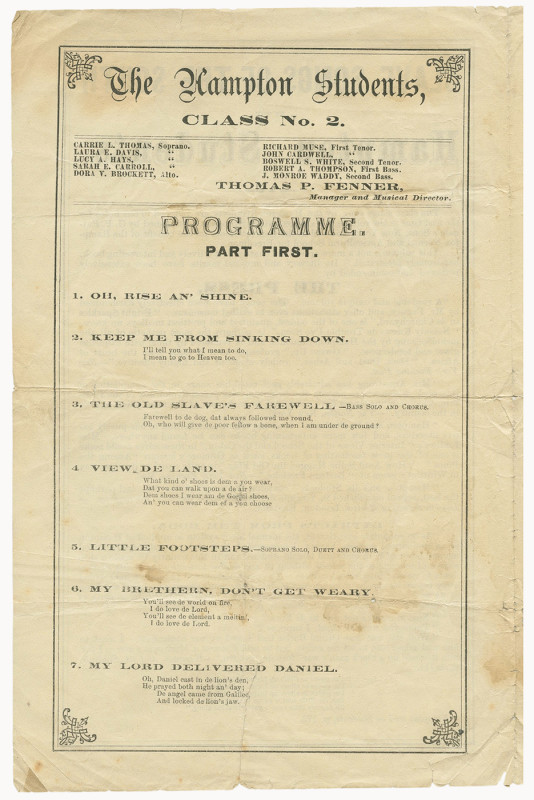 The Hampton Students,
CLASS No. 2.
CARRIE L. THOMAS, Soprano.
LAURA E. DAVIS, "
LUCY A. HAYS, "
SARAH E. CARROLL, "
DORA V. BROCKETT, Alto.
RICHARD MUSE, First Tenor.
JOHN CARDWELL, "
BOSWELL S. WHITE, Second Tenor.
ROBERT A. THOMPSON, First Bass.
J. MONROE WADDY, Second Bass.
THOMAS P. FENNER,
Manager and Musical Director.
PROGRAMME.
PART FIRST.
1. OH, RISE AN' SHINE.
2. KEEP ME FROM SINKING DOWN.
I'll tell you what I mean to do,
I mean to go to Heaven too.
3. THE OLD SLAVE'S FAREWELL.—BASS SOLO AND CHORUS.
Farewell to de dog, dat always followed me round,
Oh, who will give de poor fellow a bone, when I am under de ground?
4 VIEW DE LAND.
What kind o' shoes is dem a you wear,
Dat you can walk upon a de air?
Dem shoes I wear am de Gospil shoes,
An' you can wear dem ef a you choose
5. LITTLE FOOTSTEPS.—SOPRANO SOLO, DUETT AND CHORUS
6. MY BRETHERN, DON'T GET WEARY.
You'll see de world on fire,
I do love de Lord,
You'll see de element a meltin',
I do love de Lord.
7. MY LORD DELIVERED DANIEL.
Oh, Daniel cast in de lion's den,
He prayed both night an' day;
De angel came from Galilee,
And locked de lion's jaw.